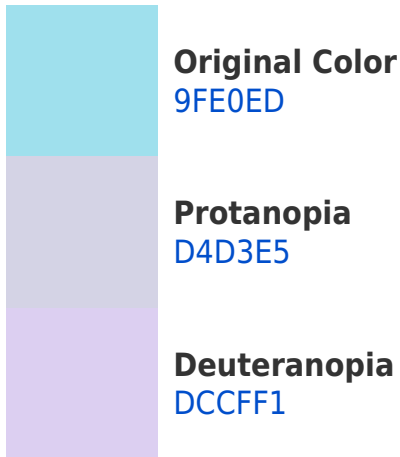 Original Color
9FE0ED
Protanopia
D4D3E5
Deuteranopia
DCCFF1